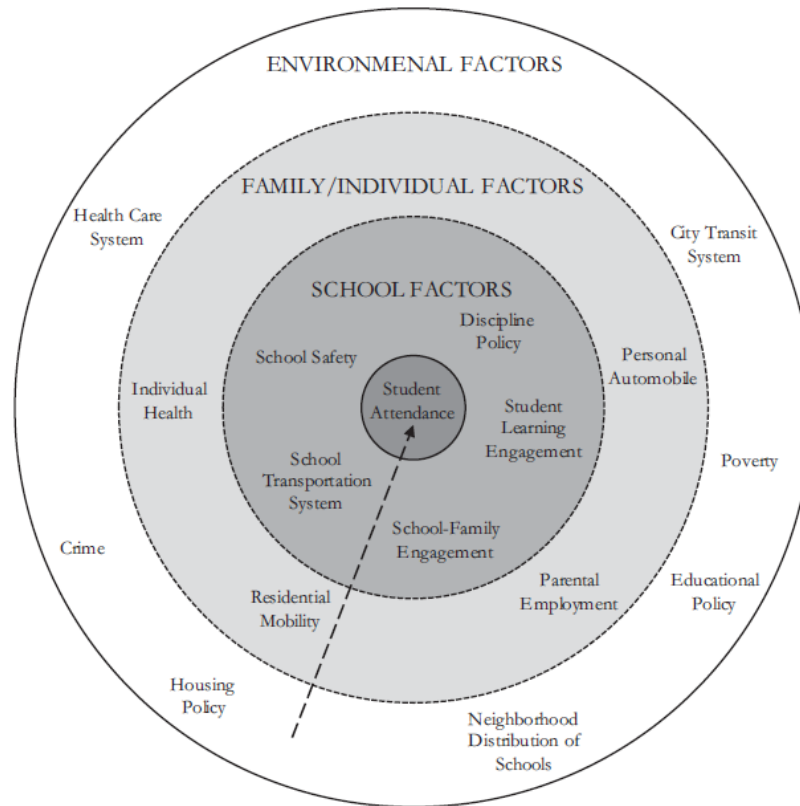 ENVIRONMENAL FACTORS
FAMILY/INDIVIDUAL FACTORS
Health Care
System
City Transit
System
SCHOOL FACTORS
Discipline
Policy
School Safety
Personal
Automobile
Individual
Health
Student
Attendance
Student
Learning
Engagement
School
Transportation
System
Poverty
School-Family
Engagement
Crime
Residential
Mobility
Parental
Employment
Educational
Policy
Housing
Policy
Neighborhood
Distribution of
Schools